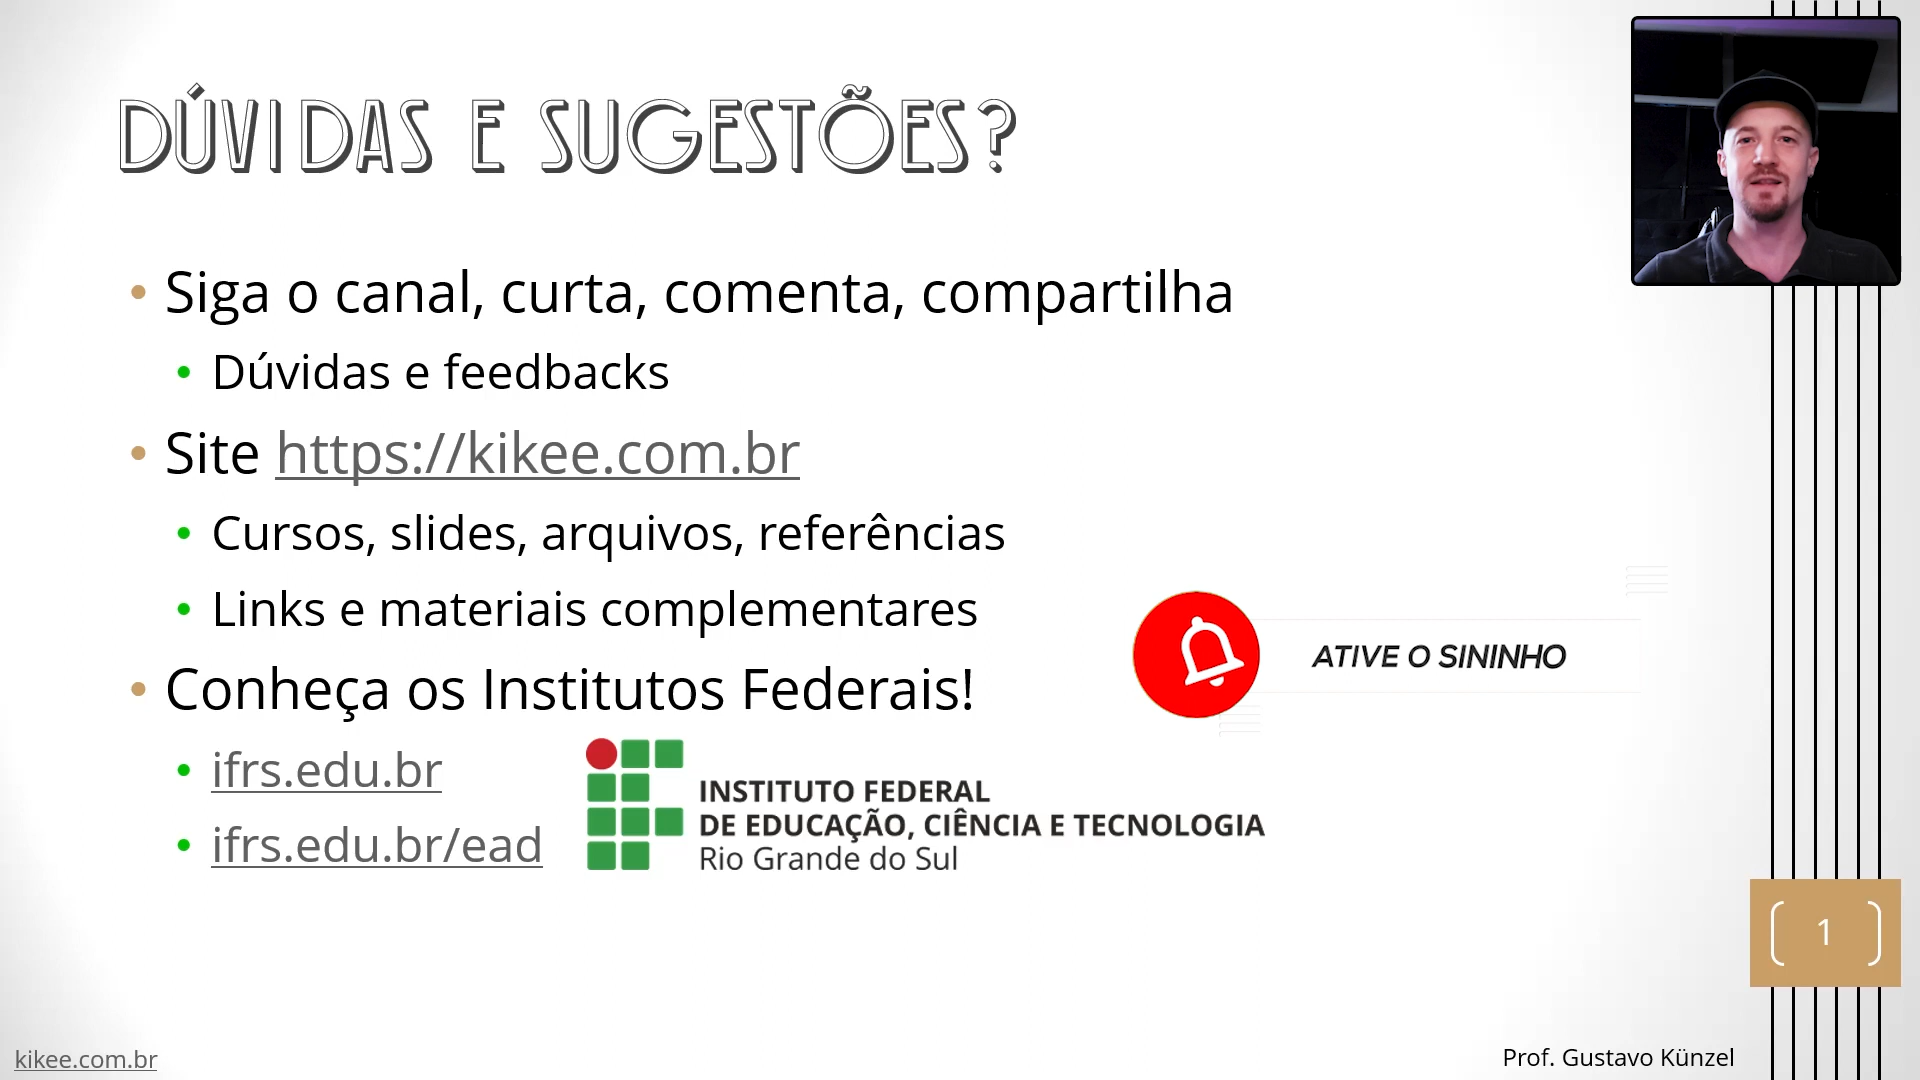 DÚVIDAS E SUGESTÕES?
Siga o canal, curta, comenta, compartilha
Dúvidas e feedbacks
Site https://kikee.com.br
Cursos, slides, arquivos, referências
Links e materiais complementares
ATIVE O SININHO
Conheça os Institutos Federais!
ifrs.edu.br
ifrs.edu.br/ead
INSTITUTO FEDERAL
DE EDUCAÇÃO, CIÊNCIA E TECNOLOGIA
Rio Grande do Sul
1
kikee.com.br
Prof. Gustavo Künzel